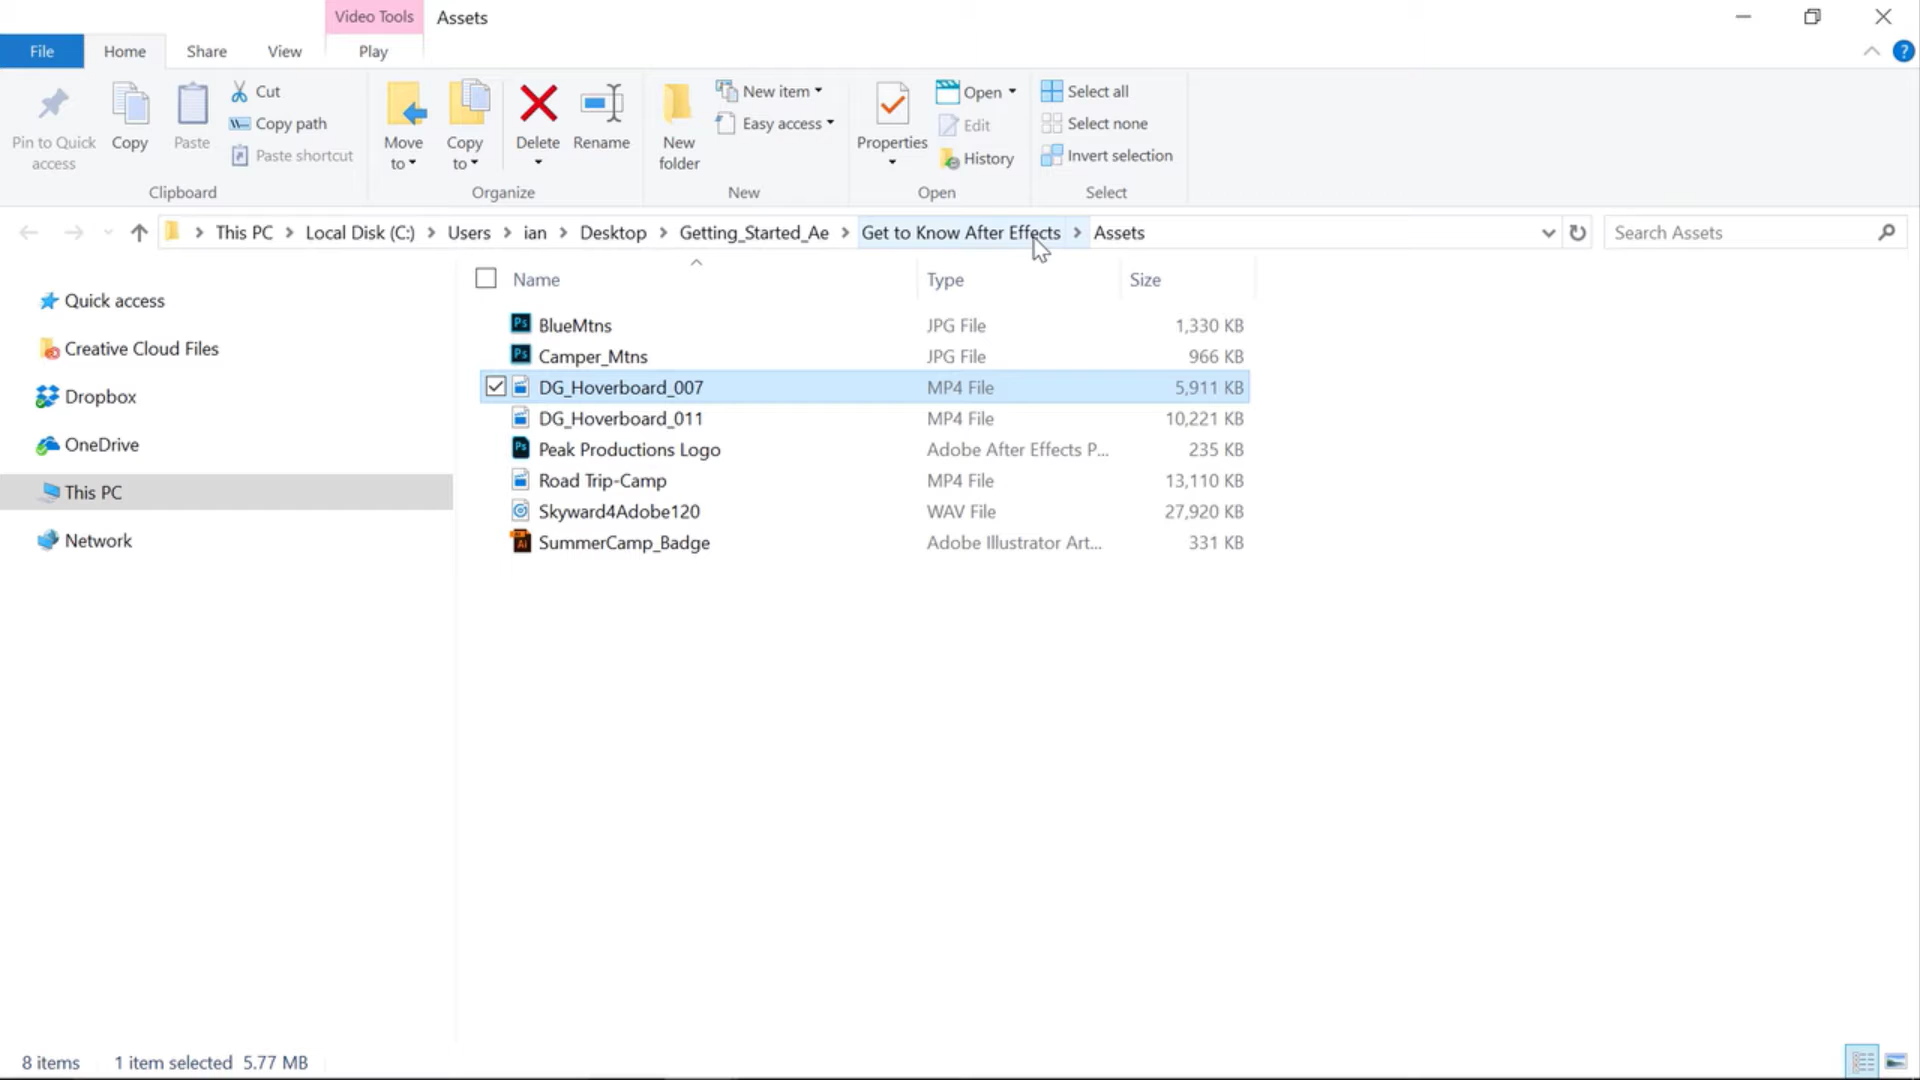 Video Tools
Assets
File
Home
Share
View
Play
?
Pin to Quick
access
Copy
Paste
Cut
Copy path
Paste shortcut
Clipboard
Move
to
Copy
to
Delete
Rename
Organize
New
folder
New item
Easy access
New
Properties
Open
Edit
History
Open
Select all
Select none
Invert selection
Select
This PC
Local Disk (C:)
Users
ian
Desktop
Getting_Started_Ae
Get to Know After Effects
Assets
Search Assets
Quick access
Creative Cloud Files
Dropbox
OneDrive
This PC
Network
Name Type Size
Ps BlueMtns JPG File 1,330 KB
Ps Camper_Mtns JPG File 966 KB
DG_Hoverboard_007 MP4 File 5,911 KB
DG_Hoverboard_011 MP4 File 10,221 KB
Ps Peak Productions Logo Adobe After Effects P... 235 KB
Road Trip-Camp MP4 File 13,110 KB
Skyward4Adobe120 WAV File 27,920 KB
Ai SummerCamp_Badge Adobe Illustrator Art... 331 KB
8 items 1 item selected 5.77 MB